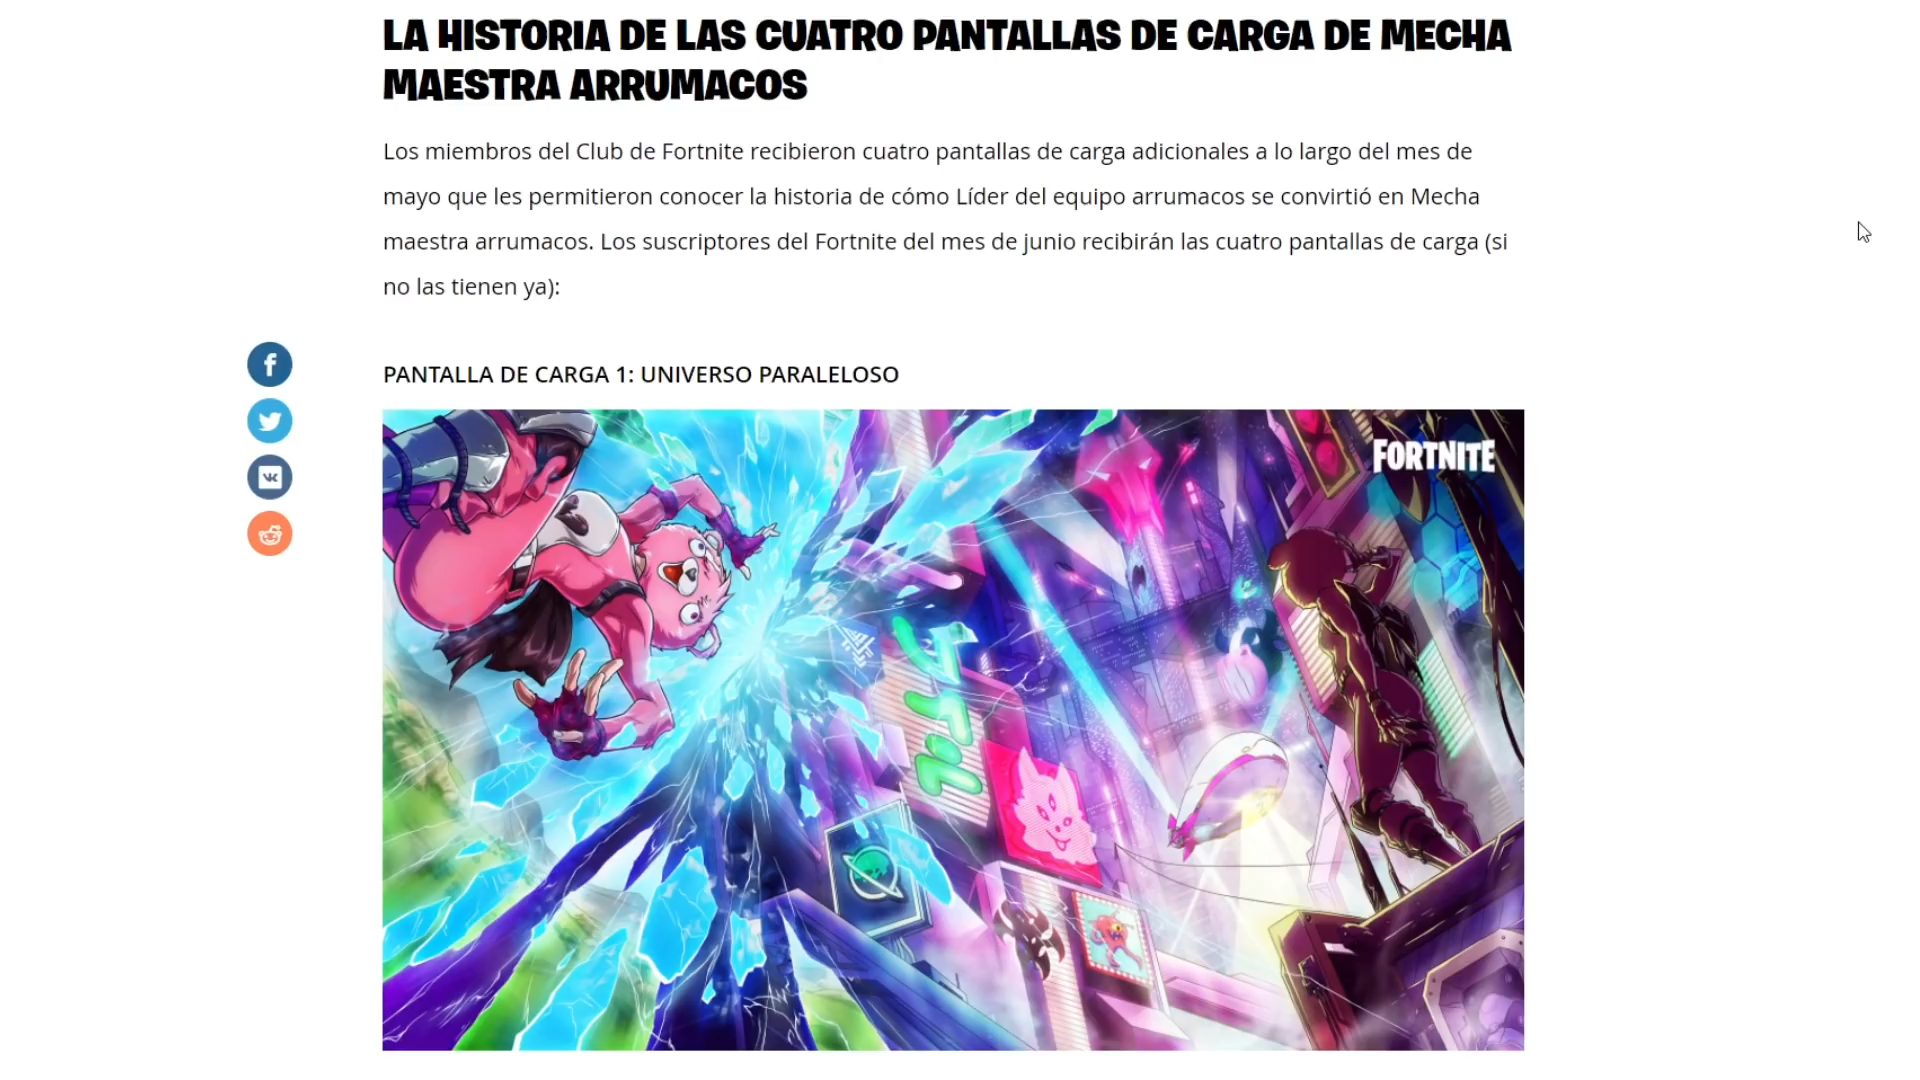 LA HISTORIA DE LAS CUATRO PANTALLAS DE CARGA DE MECHA
MAESTRA ARRUMACOS
Los miembros del Club de Fortnite recibieron cuatro pantallas de carga adicionales a lo largo del mes de
mayo que les permitieron conocer la historia de cómo Líder del equipo arrumacos se convirtió en Mecha
maestra arrumacos. Los suscriptores del Fortnite del mes de junio recibirán las cuatro pantallas de carga (si
no las tienen ya):
PANTALLA DE CARGA 1: UNIVERSO PARALELOSO
FORTNITE